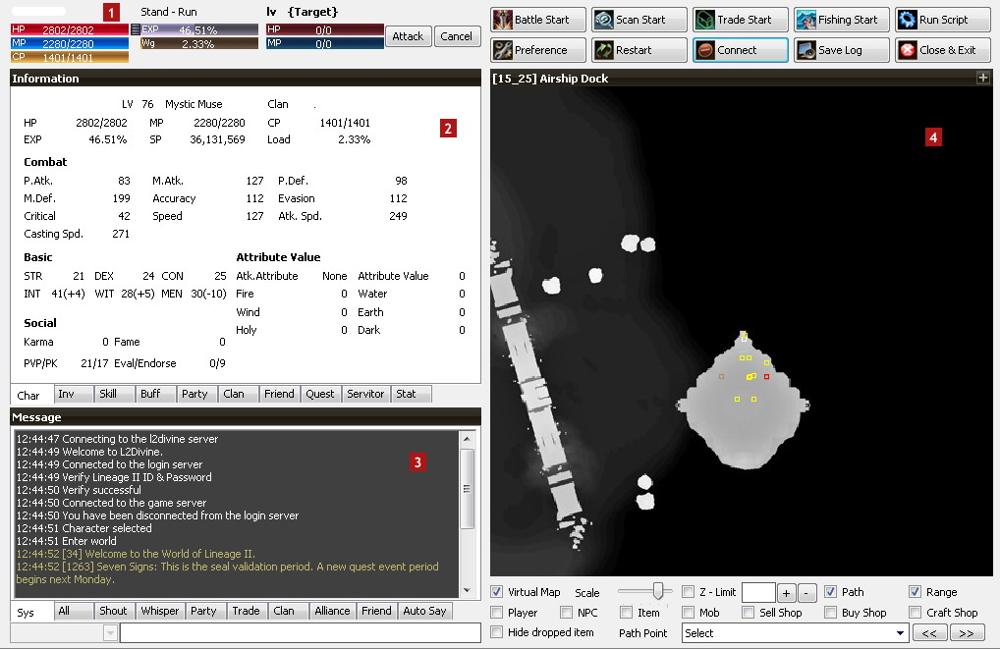 1
Stand - Run
lv {Target}
HP 2802/2802
EXP 46.51%
HP 0/0
MP 2280/2280
Wg 2.33%
MP 0/0
CP 1401/1401
Attack
Cancel
Battle Start
Scan Start
Trade Start
Fishing Start
Run Script
Preference
Restart
Connect
Save Log
Close & Exit
Information
LV 76 Mystic Muse Clan .
HP 2802/2802 MP 2280/2280 CP 1401/1401
EXP 46.51% SP 36,131,569 Load 2.33%
2
Combat
P.Atk. 83 M.Atk. 127 P.Def. 98
M.Def. 199 Accuracy 112 Evasion 112
Critical 42 Speed 127 Atk. Spd. 249
Casting Spd. 271
Basic
STR 21 DEX 24 CON 25
INT 41(+4) WIT 28(+5) MEN 30(-10)
Attribute Value
Atk.Attribute None Attribute Value 0
Fire 0 Water 0
Wind 0 Earth 0
Holy 0 Dark 0
Social
Karma 0 Fame 0
PVP/PK 21/17 Eval/Endorse 0/9
Char Inv Skill Buff Party Clan Friend Quest Servitor Stat
Message
12:44:47 Connecting to the l2divine server
12:44:49 Welcome to L2Divine.
12:44:49 Connected to the login server
12:44:49 Verify Lineage II ID & Password
12:44:50 Verify successful
12:44:50 Connected to the game server
12:44:50 You have been disconnected from the login server
12:44:51 Character selected
12:44:51 Enter world
12:44:52 [34] Welcome to the World of Lineage II.
12:44:52 [1263] Seven Signs: This is the seal validation period. A new quest event period
begins next Monday.
3
Sys All Shout Whisper Party Trade Clan Alliance Friend Auto Say
[15_25] Airship Dock
+
4
Virtual Map Scale Z - Limit + - Path Range
Player NPC Item Mob Sell Shop Buy Shop Craft Shop
Hide dropped item Path Point Select << >>